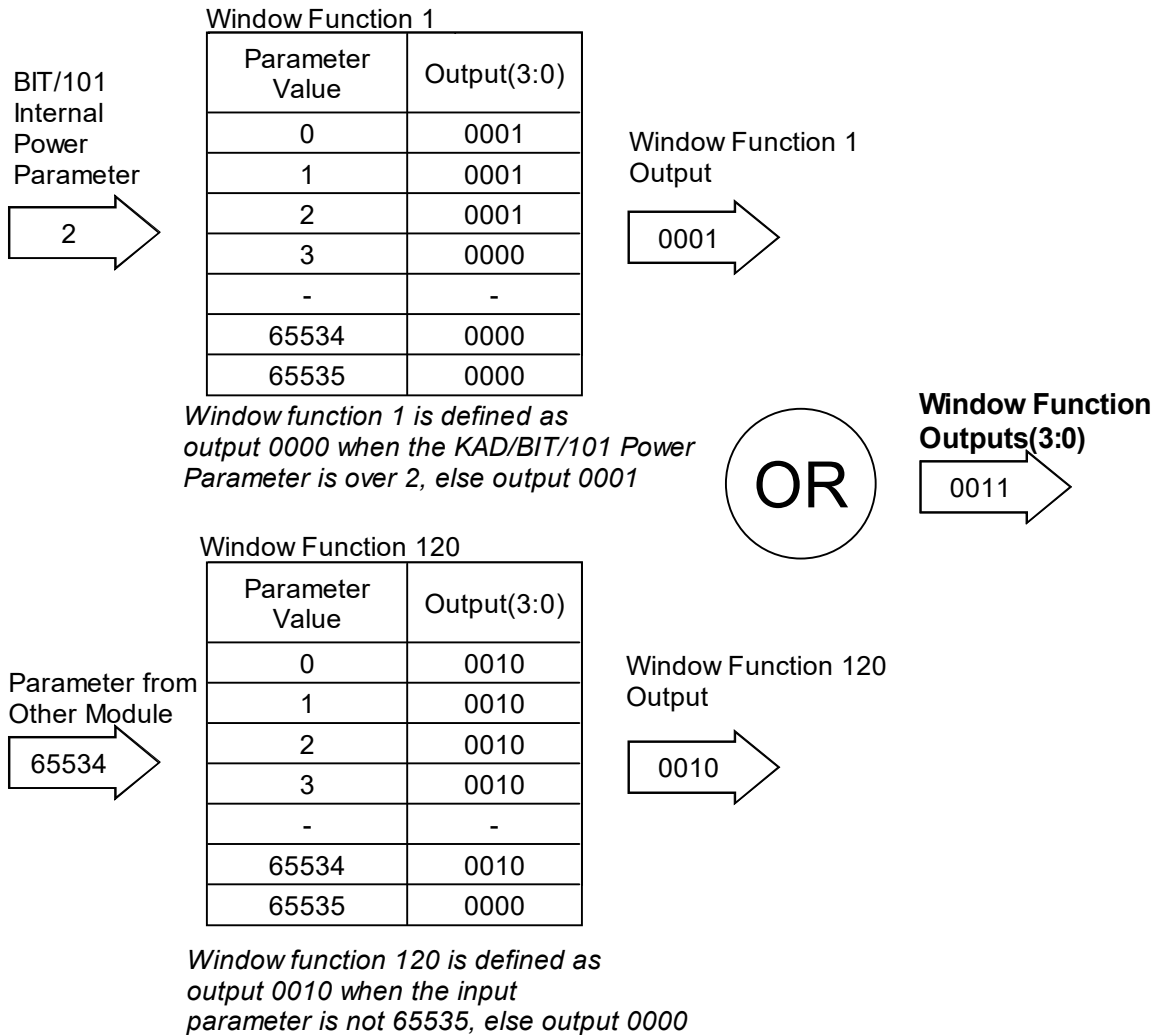 Window Function 1
Parameter Value Output(3:0)
0 0001
1 0001
2 0001
3 0000
- -
65534 0000
65535 0000
BIT/101
Internal
Power
Parameter
2
Window Function 1
Output
0001
Window function 1 is defined as
output 0000 when the KAD/BIT/101 Power
Parameter is over 2, else output 0001
OR
Window Function
Outputs(3:0)
0011
Window Function 120
Parameter Value Output(3:0)
0 0010
1 0010
2 0010
3 0010
- -
65534 0010
65535 0000
Parameter from
Other Module
65534
Window Function 120
Output
0010
Window function 120 is defined as
output 0010 when the input
parameter is not 65535, else output 0000